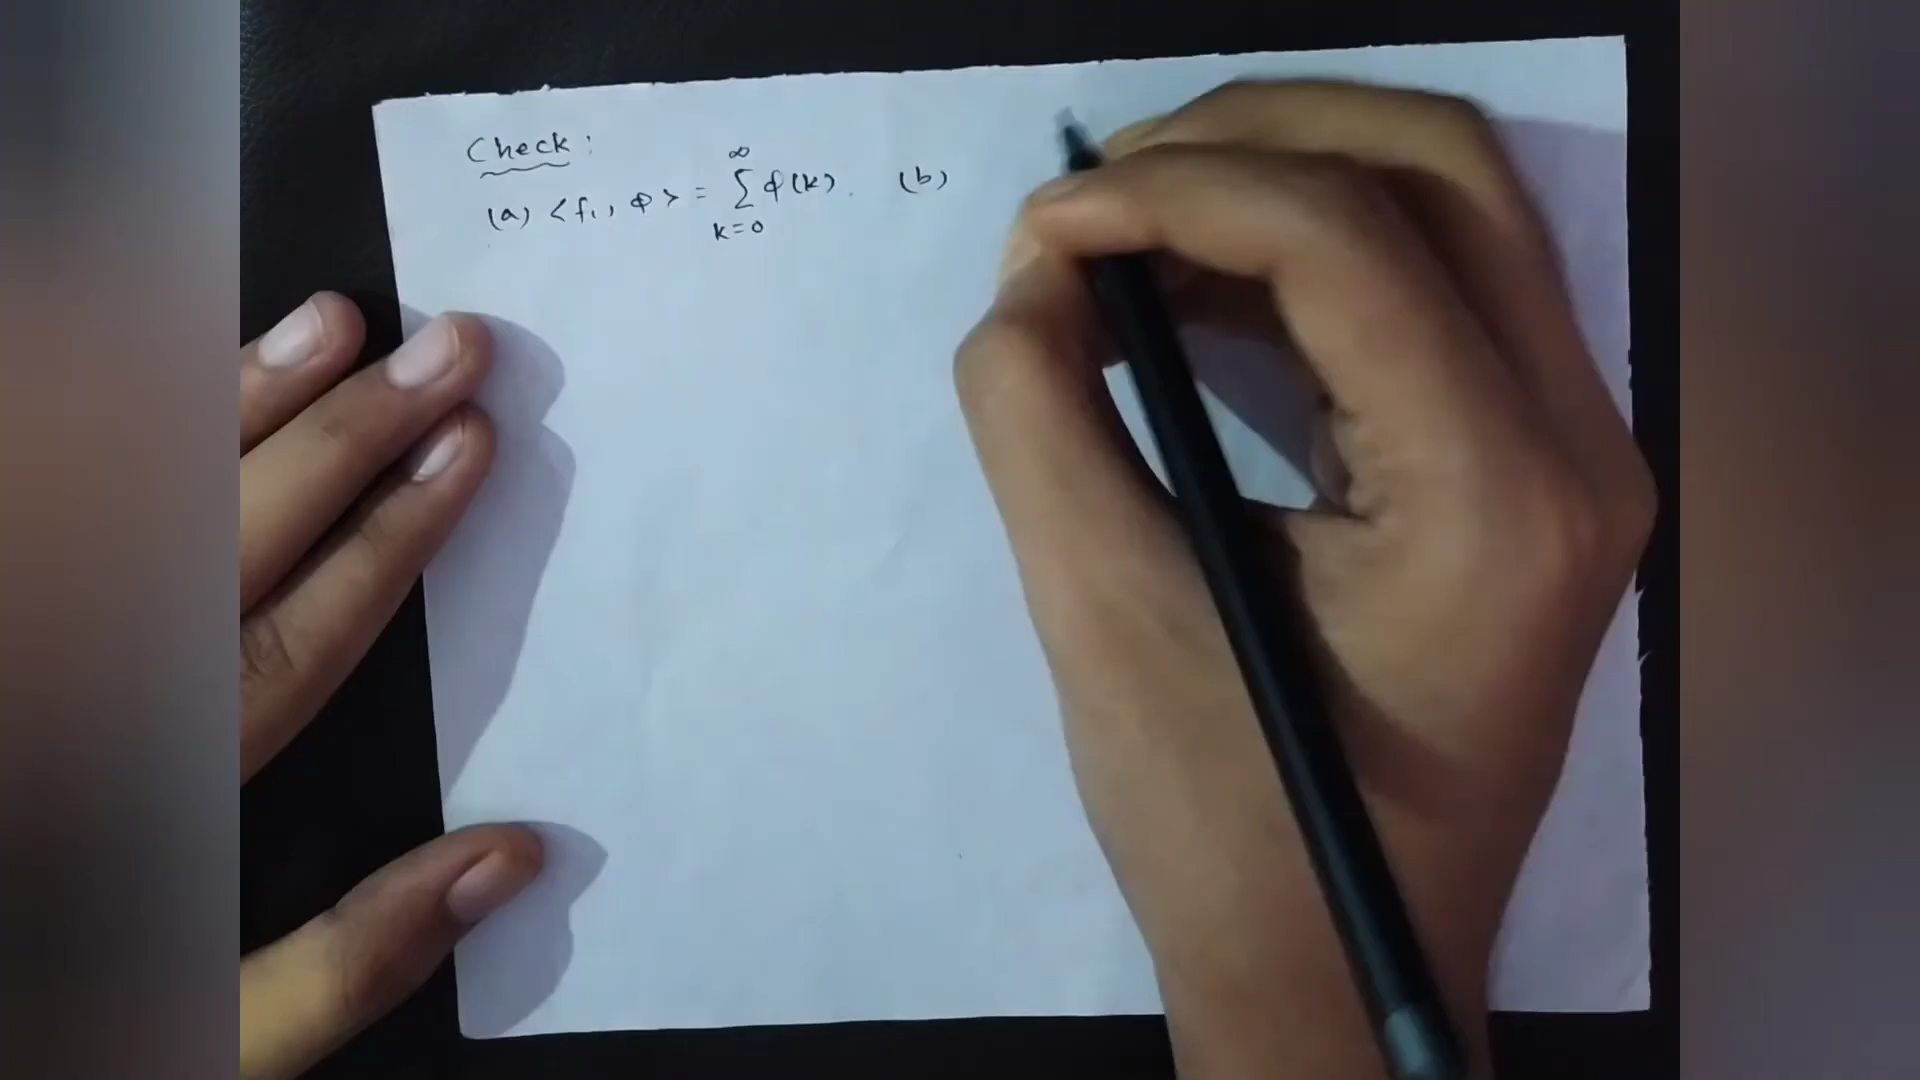 Check:
(a) < f₁, φ > = ∑_{k=0}^{∞} φ(k). (b)